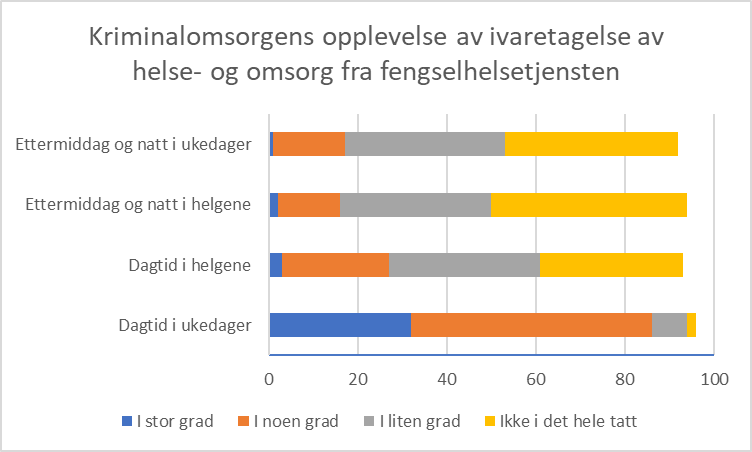 Kriminalomsorgens opplevelse av ivaretagelse av
helse- og omsorg fra fengselhelsetjensten
Ettermiddag og natt i ukedager
Ettermiddag og natt i helgene
Dagtid i helgene
Dagtid i ukedager
0 20 40 60 80 100
I stor grad I noen grad I liten grad Ikke i det hele tatt